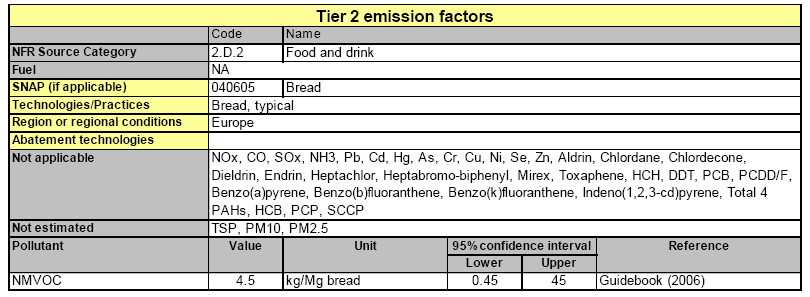 Tier 2 emission factors
Code Name
NFR Source Category 2.D.2 Food and drink
Fuel NA
SNAP (if applicable) 040605 Bread
Technologies/Practices Bread, typical
Region or regional conditions Europe
Abatement technologies
Not applicable NOx, CO, SOx, NH3, Pb, Cd, Hg, As, Cr, Cu, Ni, Se, Zn, Aldrin, Chlordane, Chlordecone,
Dieldrin, Endrin, Heptachlor, Heptabromo-biphenyl, Mirex, Toxaphene, HCH, DDT, PCB, PCDD/F,
Benzo(a)pyrene, Benzo(b)fluoranthene, Benzo(k)fluoranthene, Indeno(1,2,3-cd)pyrene, Total 4
PAHs, HCB, PCP, SCCP
Not estimated TSP, PM10, PM2.5
Pollutant Value Unit 95% confidence interval Reference
Lower Upper
NMVOC 4.5 kg/Mg bread 0.45 45 Guidebook (2006)